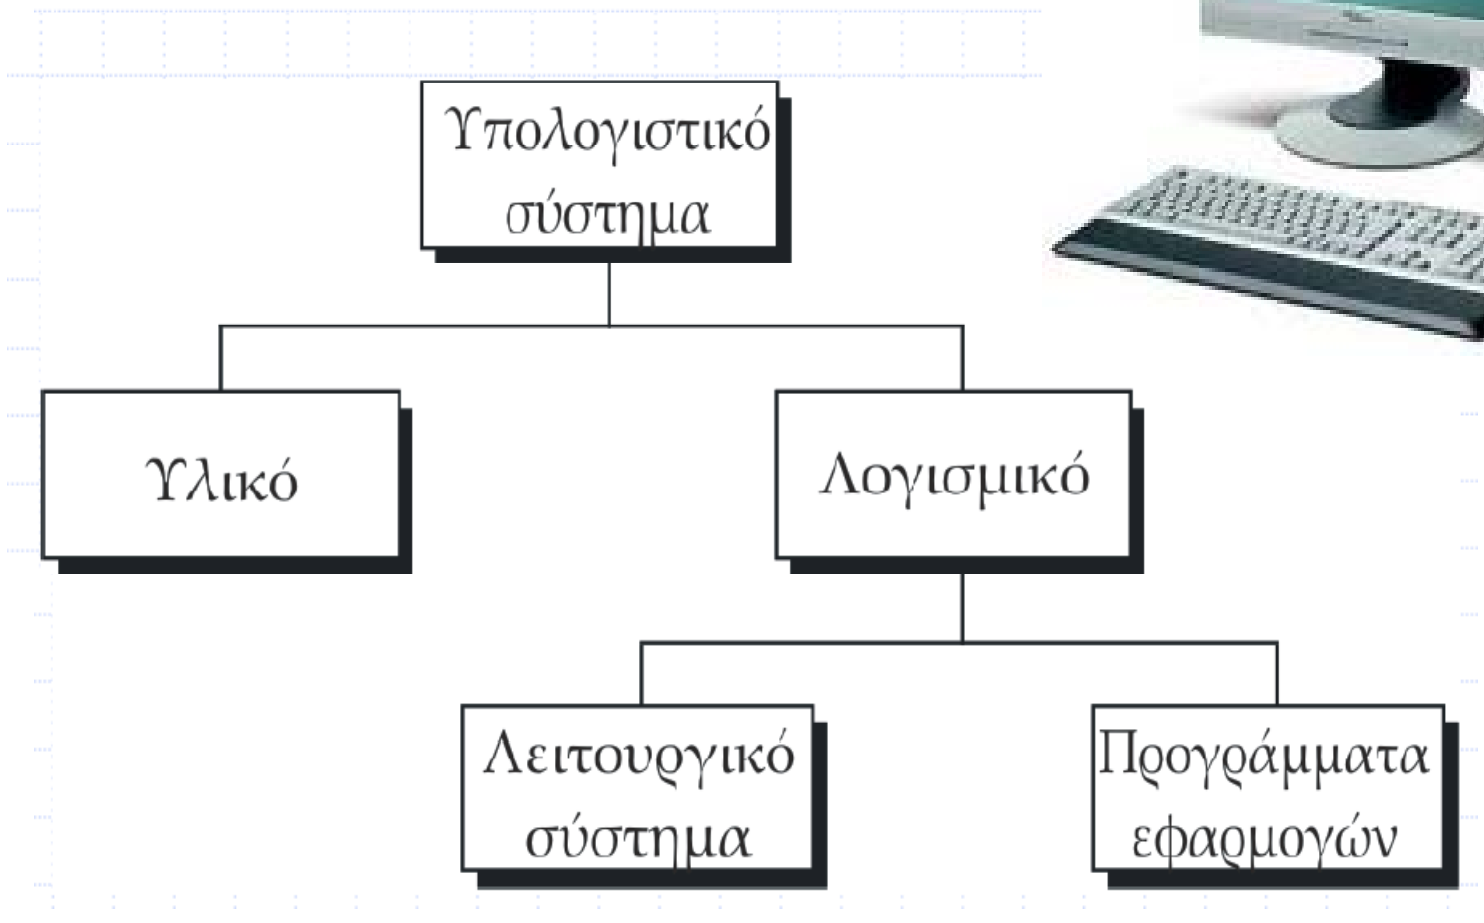 Υπολογιστικό
σύστημα
Υλικό
Λογισμικό
Λειτουργικό
σύστημα
Προγράμματα
εφαρμογών